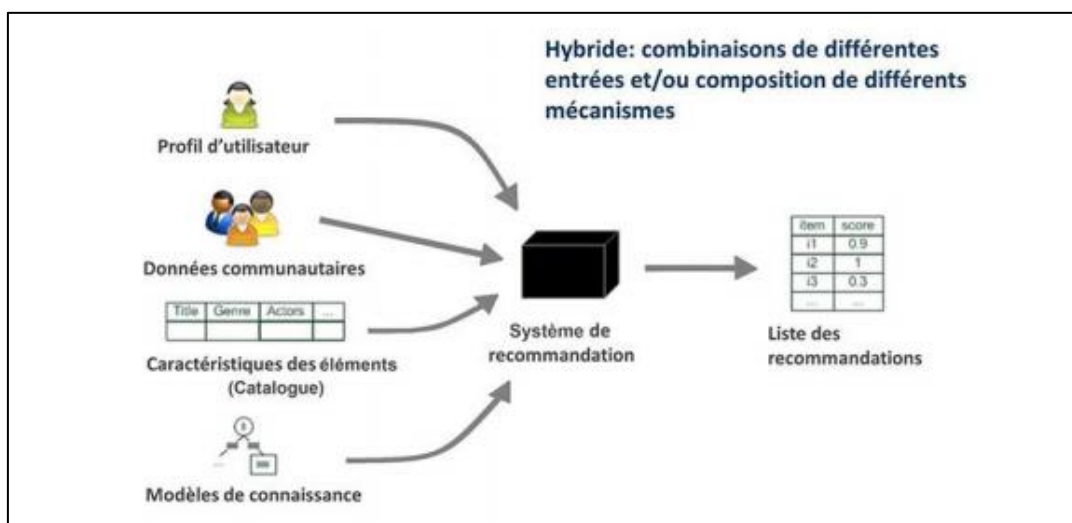 Hybride: combinaisons de différentes
entrées et/ou composition de différents
mécanismes
Profil d'utilisateur
Données communautaires
Title Genre Actors ...
Caractéristiques des éléments
(Catalogue)
Modèles de connaissance
Système de
recommandation
item score
i1 0.9
i2 1
i3 0.3
... ...
Liste des
recommandations